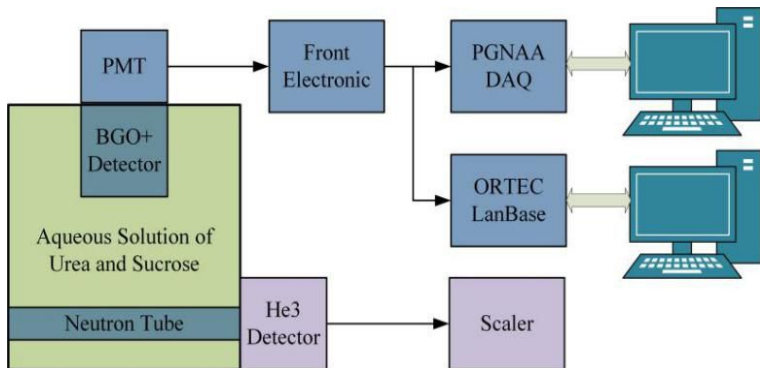 PMT
Front
Electronic
PGNAA
DAQ
BGO+
Detector
ORTEC
LanBase
Aqueous Solution of
Urea and Sucrose
Neutron Tube
He3
Detector
Scaler